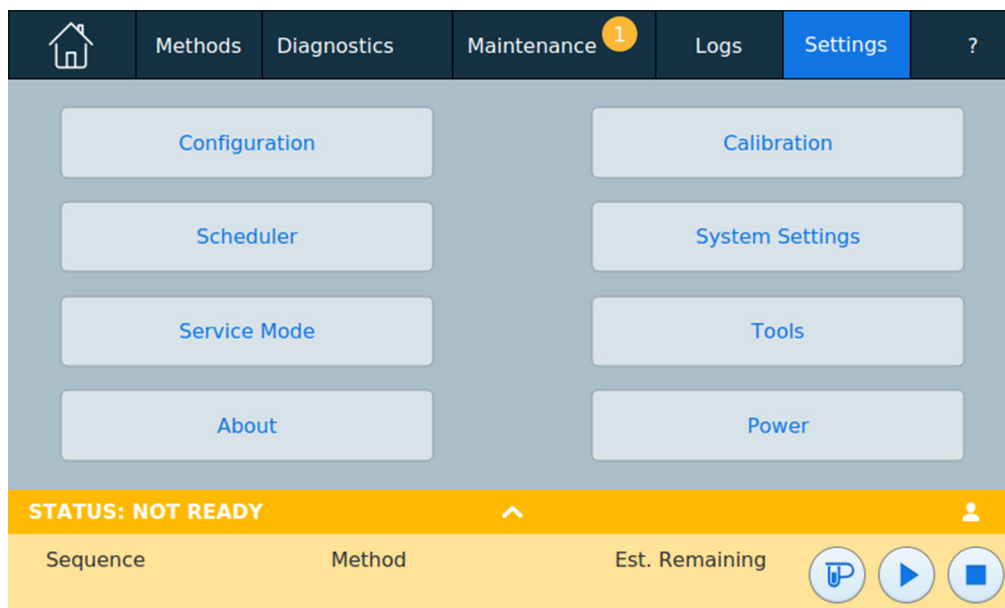 Methods Diagnostics Maintenance 1 Logs Settings ?
Configuration Calibration
Scheduler System Settings
Service Mode Tools
About Power
STATUS: NOT READY
Sequence Method Est. Remaining